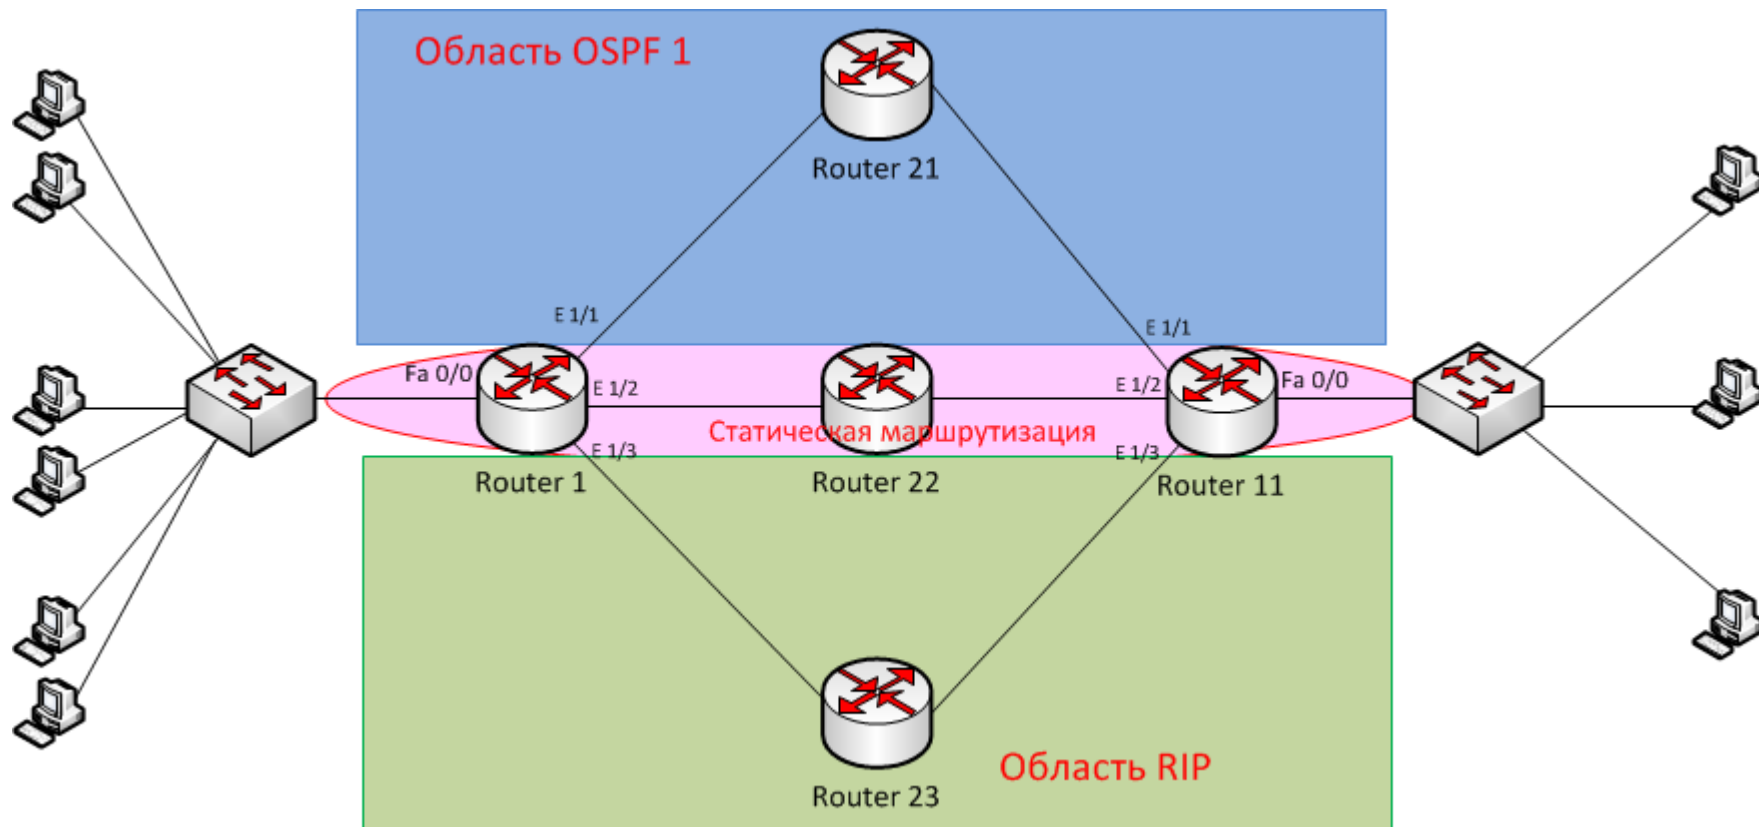 Область OSPF 1
Router 21
E 1/1
E 1/1
Fa 0/0
E 1/2
E 1/2
Fa 0/0
Статическая маршрутизация
E 1/3
E 1/3
Router 1
Router 22
Router 11
Область RIP
Router 23